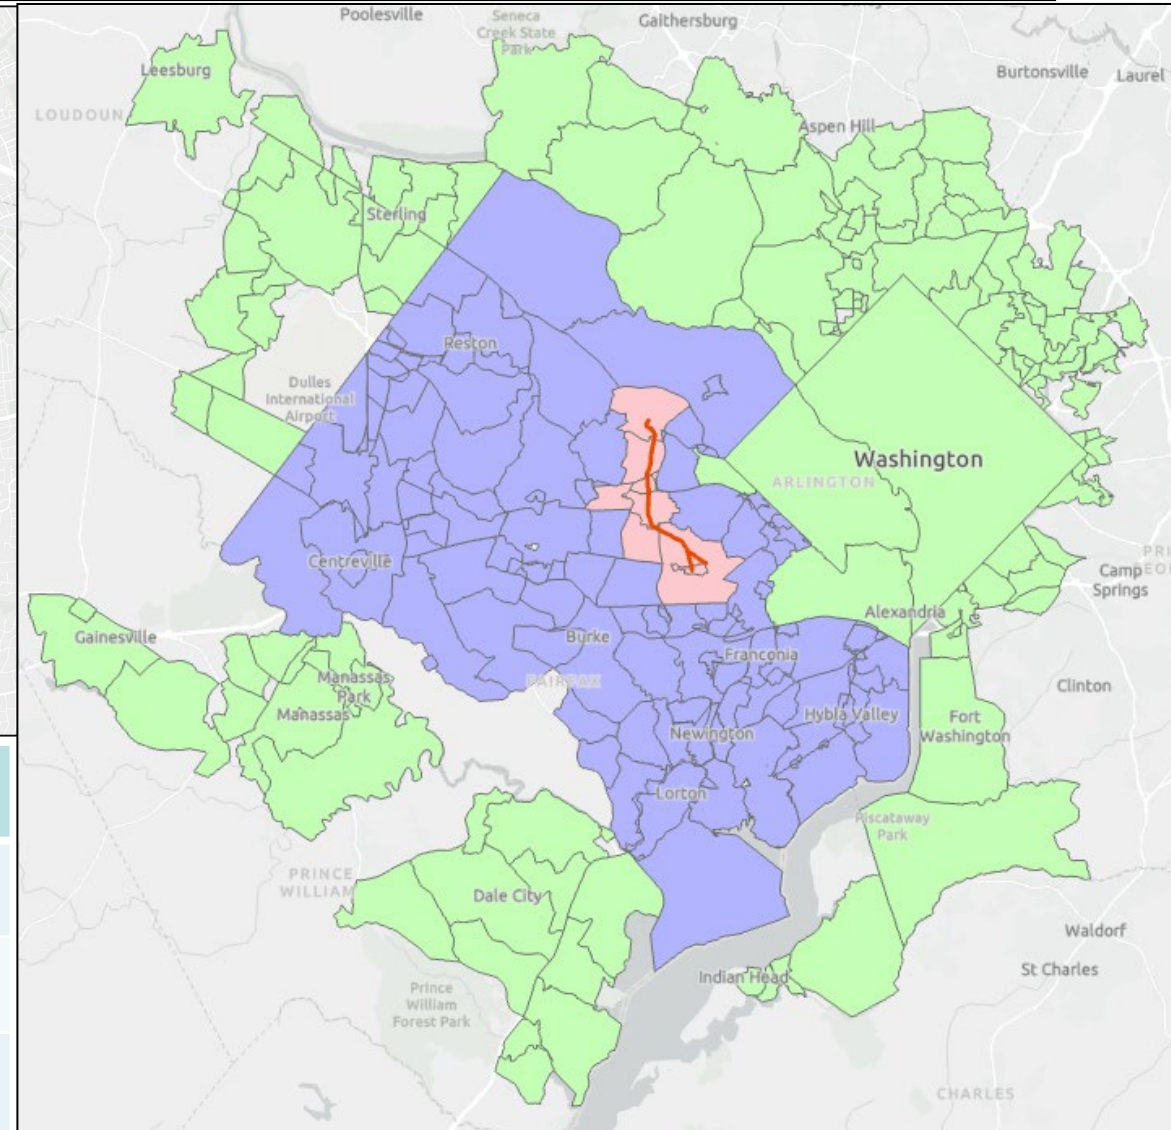 Poolesville
Seneca
Creek State
Park
Gaithersburg
Burtonsville
Laurel
Leesburg
LOUDOUN
Aspen Hill
Sterling
Reston
Dulles
International
Airport
Washington
ARLINGTON
Centreville
Camp
Springs
Alexandria
Gainesville
Burke
Franconia
FAIRFAX
Manassas
Park
Manassas
Clinton
Hybla Valley
Fort
Washington
Newington
Lorton
Piscataway
Park
PRINCE
WILLIAM
Dale City
Waldorf
Indian Head
St Charles
Prince
William
Forest Park
CHARLES